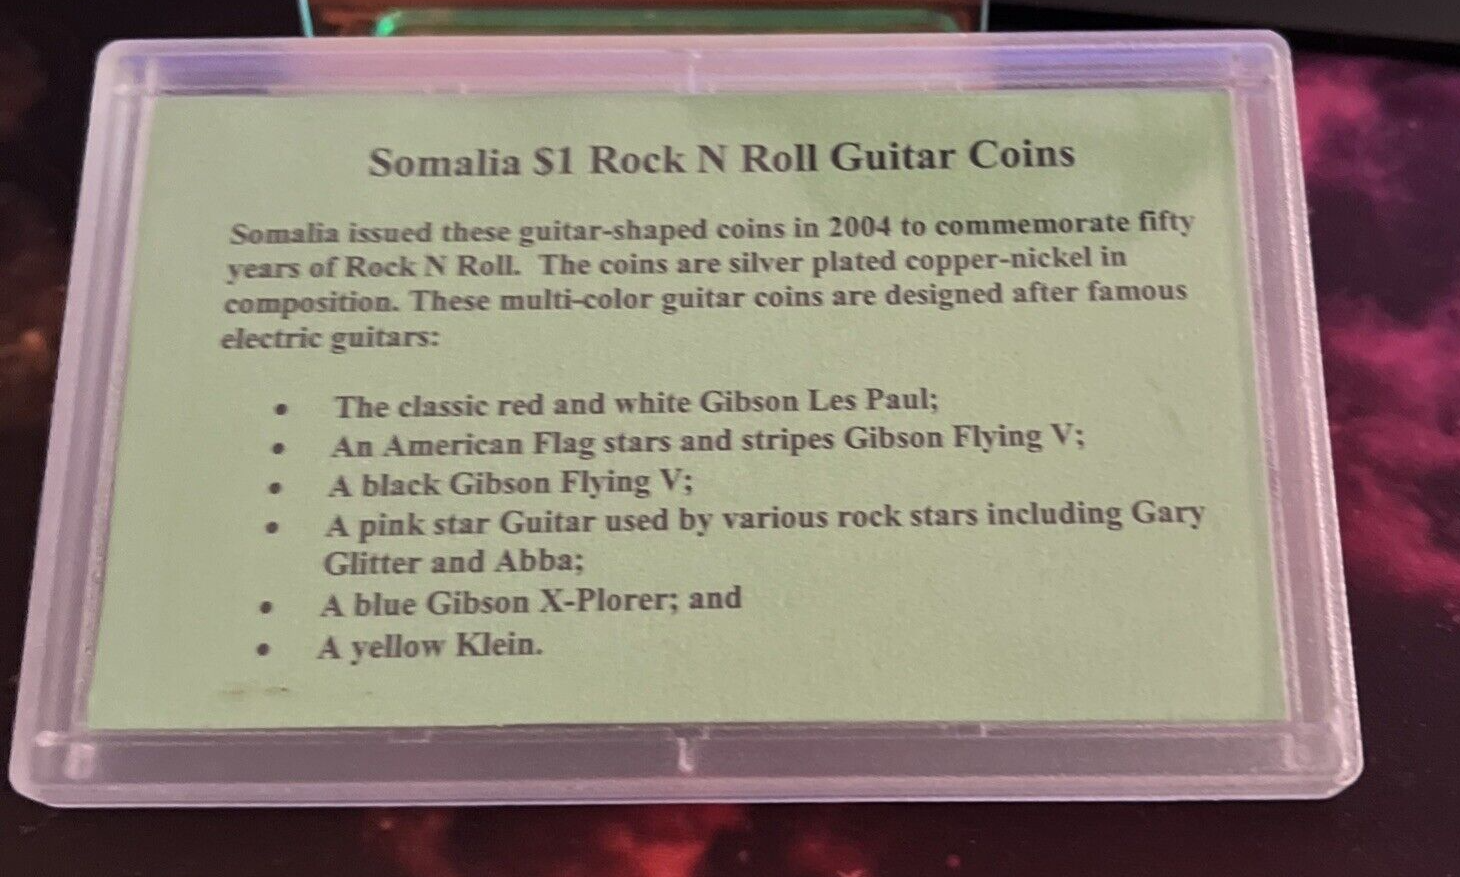 Somalia $1 Rock N Roll Guitar Coins
Somalia issued these guitar-shaped coins in 2004 to commemorate fifty
years of Rock N Roll. The coins are silver plated copper-nickel in
composition. These multi-color guitar coins are designed after famous
electric guitars:
• The classic red and white Gibson Les Paul;
• An American Flag stars and stripes Gibson Flying V;
• A black Gibson Flying V;
• A pink star Guitar used by various rock stars including Gary
Glitter and Abba;
• A blue Gibson X-Plorer; and
• A yellow Klein.